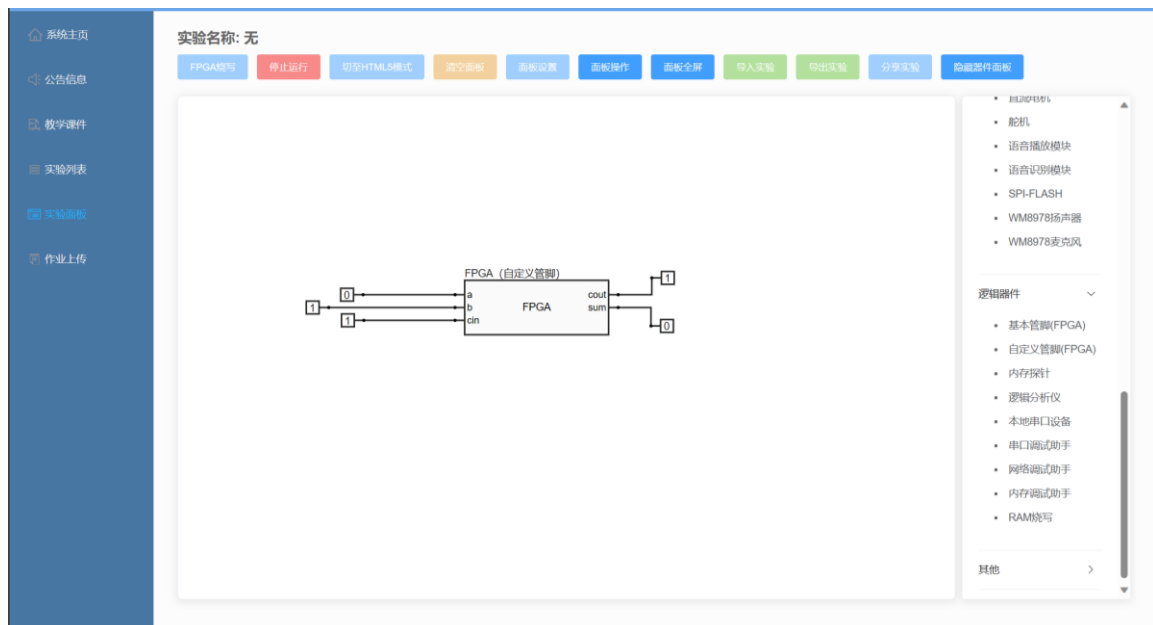 系统主页
公告信息
教学课件
实验列表
实验面板
作业上传
实验名称: 无
FPGA烧写 停止运行 切至HTML5模式 清空面板 面板设置 面板操作 面板全屏 导入实验 导出实验 分享实验 隐藏器件面板
FPGA（自定义管脚）
0
1
1
a
b
cin
FPGA
cout
sum
1
0
直流电机
舵机
语音播放模块
语音识别模块
SPI-FLASH
WM8978扬声器
WM8978麦克风
逻辑器件
基本管脚(FPGA)
自定义管脚(FPGA)
内存探针
逻辑分析仪
本地串口设备
串口调试助手
网络调试助手
内存调试助手
RAM烧写
其他